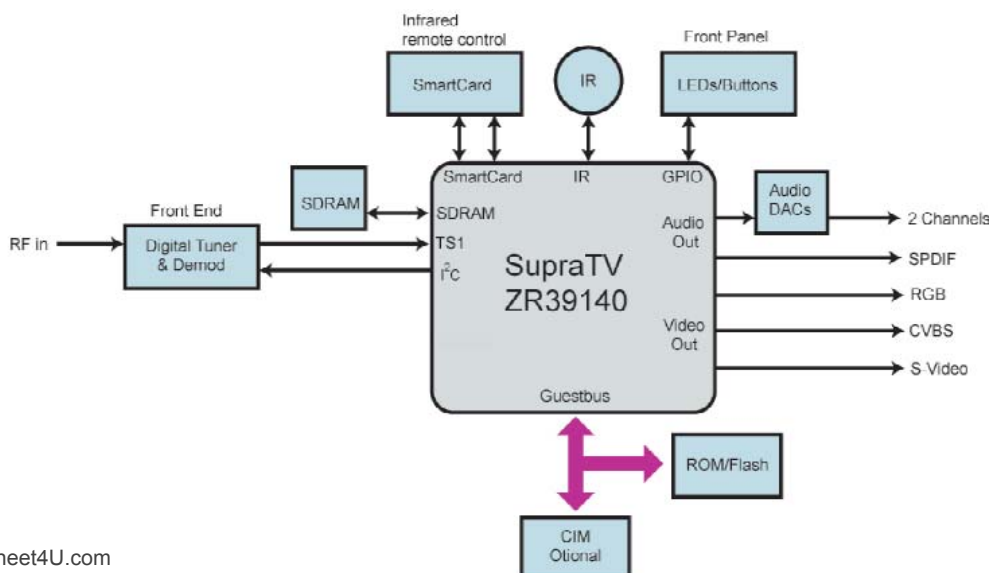 Infrared
remote control
SmartCard
IR
Front Panel
LEDs/Buttons
SmartCard
IR
GPIO
SDRAM
SDRAM
Front End
RF in
Digital Tuner
& Demod
TS1
I²C
SupraTV
ZR39140
Audio
Out
Audio
DACs
2 Channels
SPDIF
RGB
Video
Out
CVBS
S-Video
Guestbus
ROM/Flash
CIM
Otional
heet4U.com